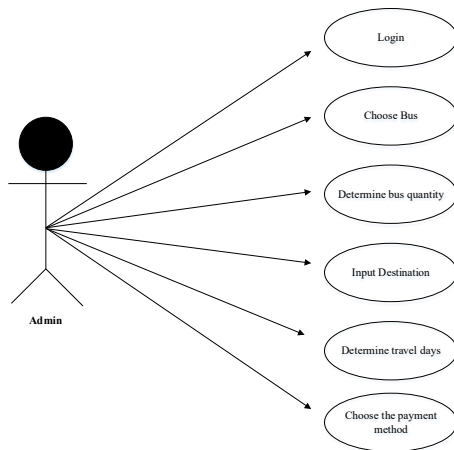 Login
Choose Bus
Determine bus quantity
Input Destination
Admin
Determine travel days
Choose the payment
method